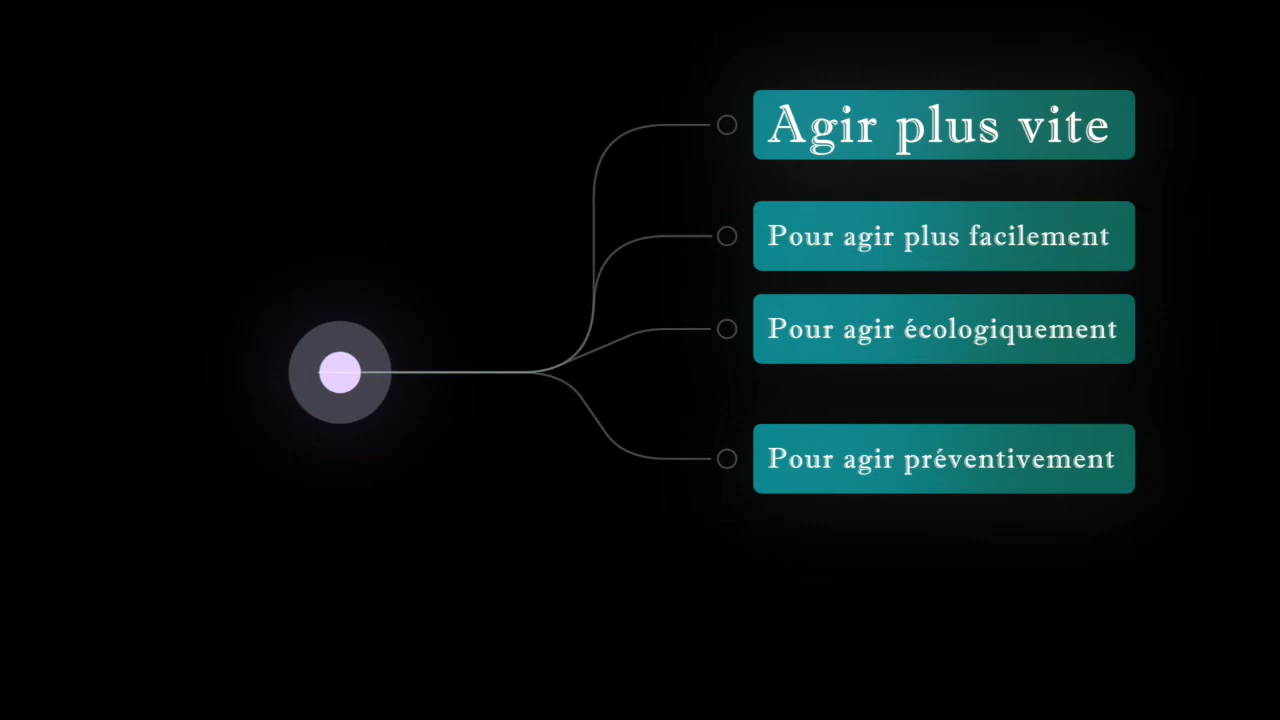 Agir plus vite
Pour agir plus facilement
Pour agir écologiquement
Pour agir préventivement